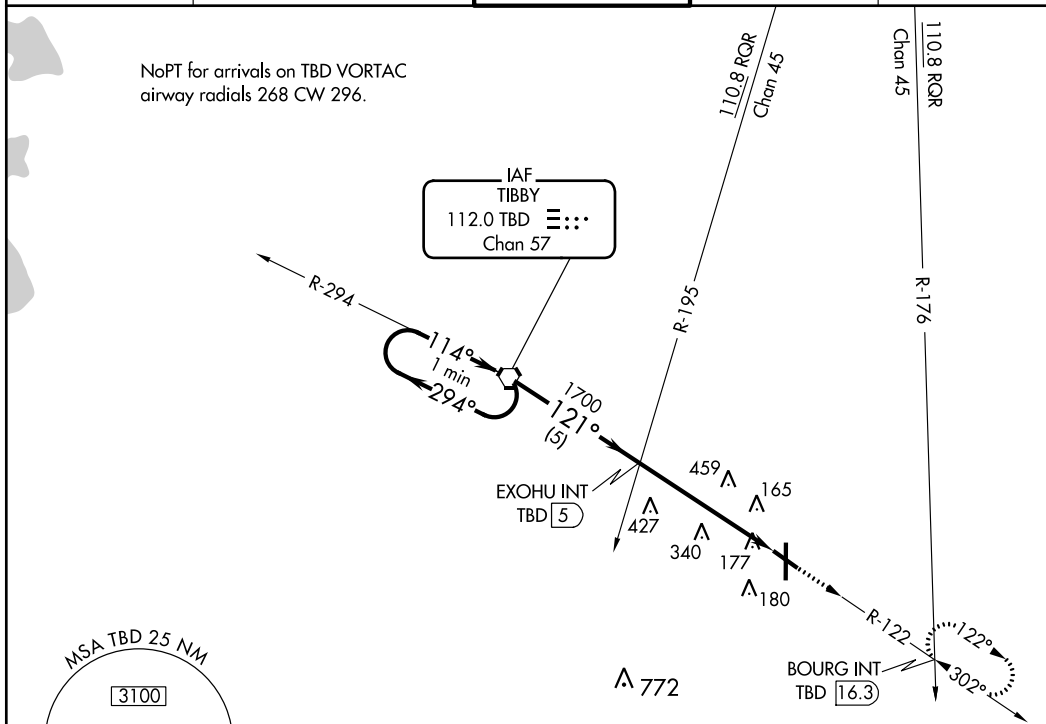 NoPT for arrivals on TBD VORTAC
airway radials 268 CW 296.
110.8 RQR
Chan 45
110.8 RQR
Chan 45
IAF
TIBBY
112.0 TBD
Chan 57
R-294
R-195
R-176
114°
1 min
294°
1700
121°
(5)
EXOHU INT
TBD 5
459
165
427
340
177
180
R-122
122°
302°
BOURG INT
TBD 16.3
772
MSA TBD 25 NM
3100